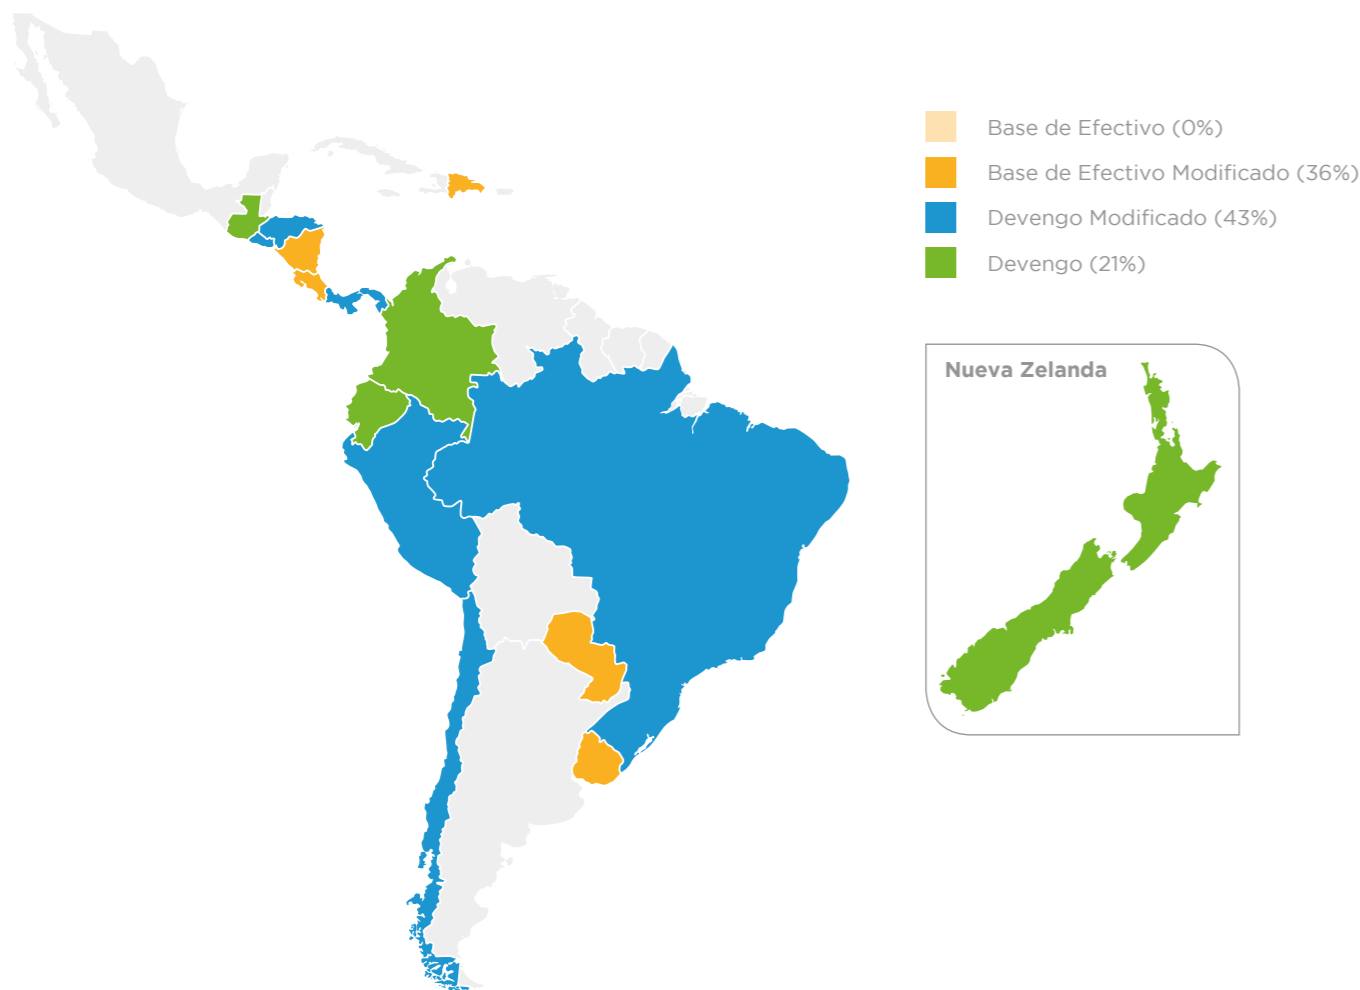 Base de Efectivo (0%)
Base de Efectivo Modificado (36%)
Devengo Modificado (43%)
Devengo (21%)
Nueva Zelanda